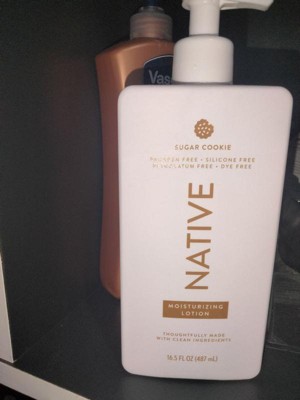 Vas
SUGAR COOKIE
PARABEN FREE • SILICONE FREE
PETROLATUM FREE • DYE FREE
NATIVE
MOISTURIZING
LOTION
THOUGHTFULLY MADE
WITH CLEAN INGREDIENTS
16.5 FL OZ (487 mL)